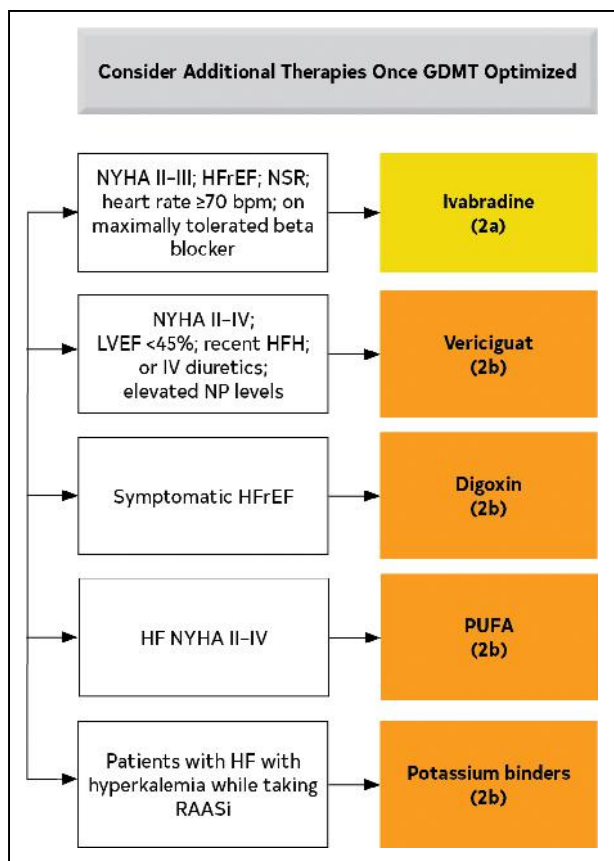 Consider Additional Therapies Once GDMT Optimized
NYHA II–III; HFrEF; NSR;
heart rate ≥70 bpm; on
maximally tolerated beta
blocker
Ivabradine
(2a)
NYHA II–IV;
LVEF <45%; recent HFH;
or IV diuretics;
elevated NP levels
Vericiguat
(2b)
Symptomatic HFrEF
Digoxin
(2b)
HF NYHA II–IV
PUFA
(2b)
Patients with HF with
hyperkalemia while taking
RAASi
Potassium binders
(2b)